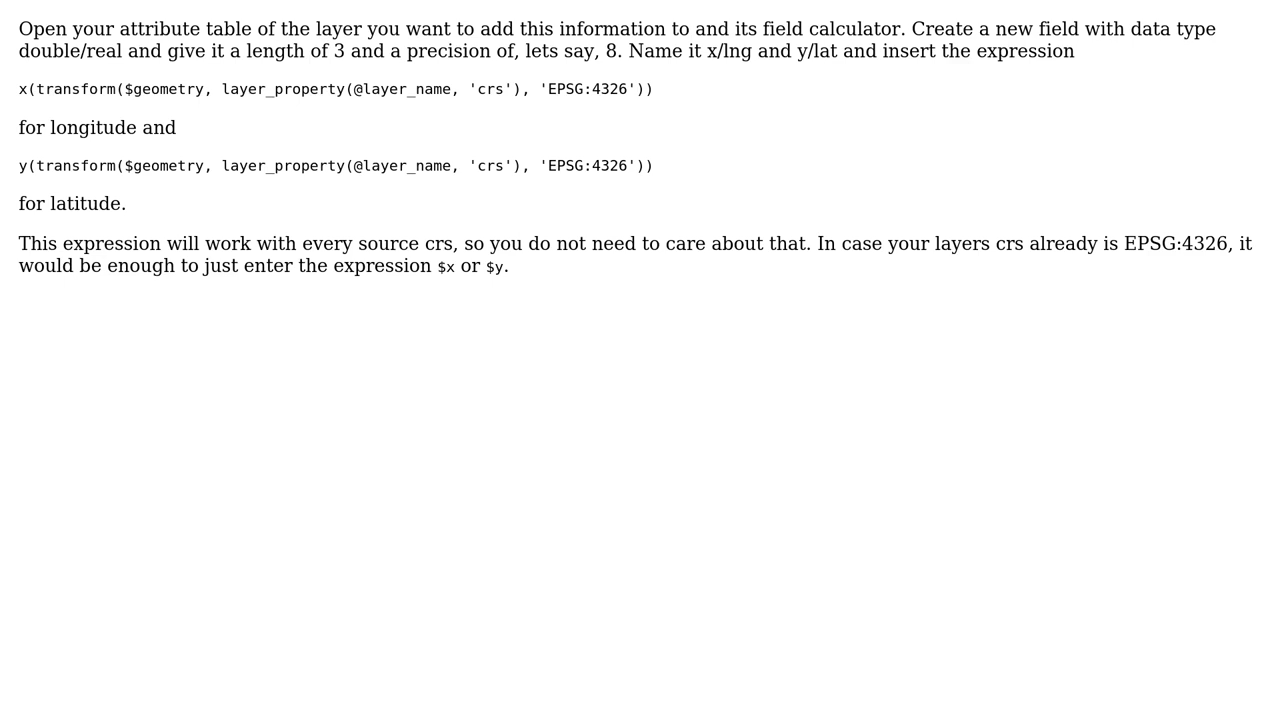 Open your attribute table of the layer you want to add this information to and its field calculator. Create a new field with data type
double/real and give it a length of 3 and a precision of, lets say, 8. Name it x/lng and y/lat and insert the expression
x(transform($geometry, layer_property(@layer_name, 'crs'), 'EPSG:4326'))
for longitude and
y(transform($geometry, layer_property(@layer_name, 'crs'), 'EPSG:4326'))
for latitude.
This expression will work with every source crs, so you do not need to care about that. In case your layers crs already is EPSG:4326, it
would be enough to just enter the expression $x or $y.